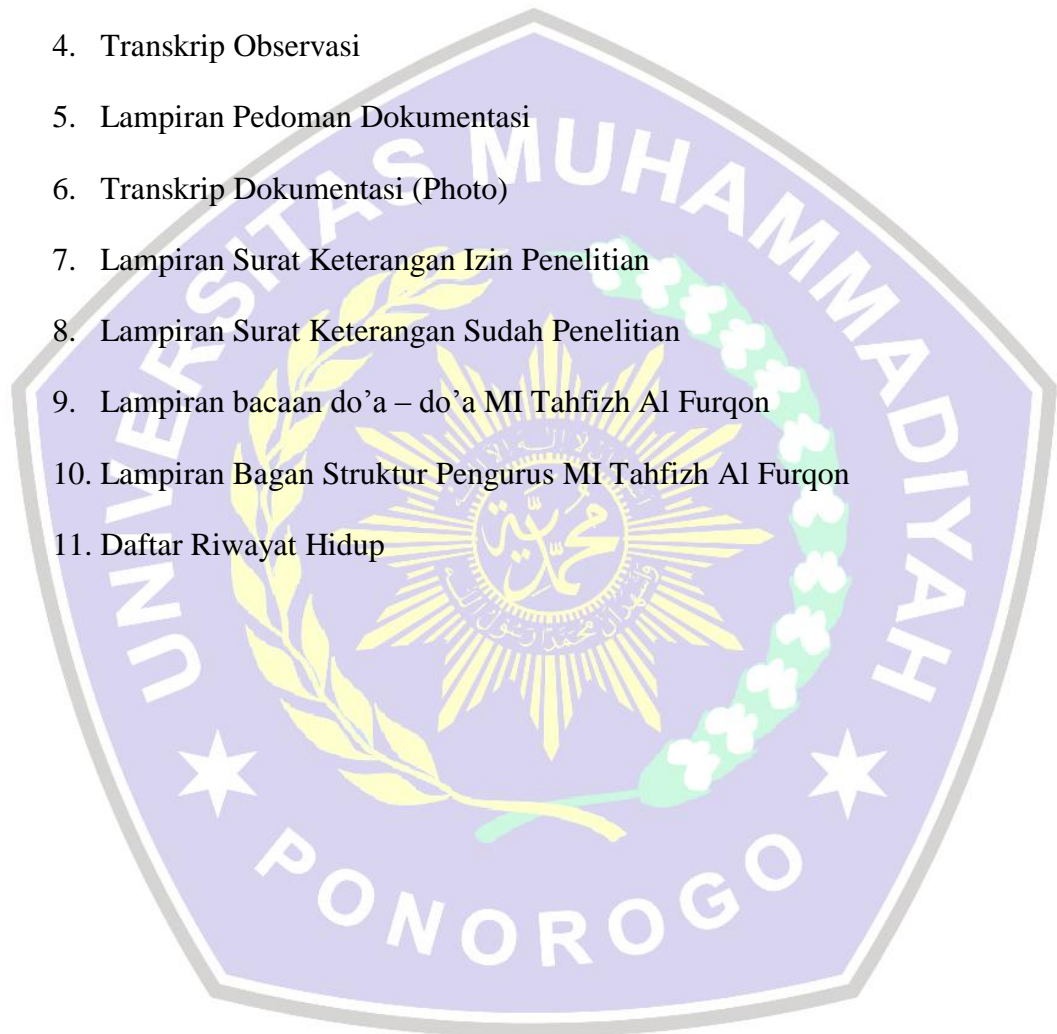 4. Transkrip Observasi
5. Lampiran Pedoman Dokumentasi
6. Transkrip Dokumentasi (Photo)
7. Lampiran Surat Keterangan Izin Penelitian
8. Lampiran Surat Keterangan Sudah Penelitian
9. Lampiran bacaan do’a – do’a MI Tahfizh Al Furqon
10. Lampiran Bagan Struktur Pengurus MI Tahfizh Al Furqon
11. Daftar Riwayat Hidup
UNIVERSITAS MUHAMMADIYAH
PONOROGO
محمدية